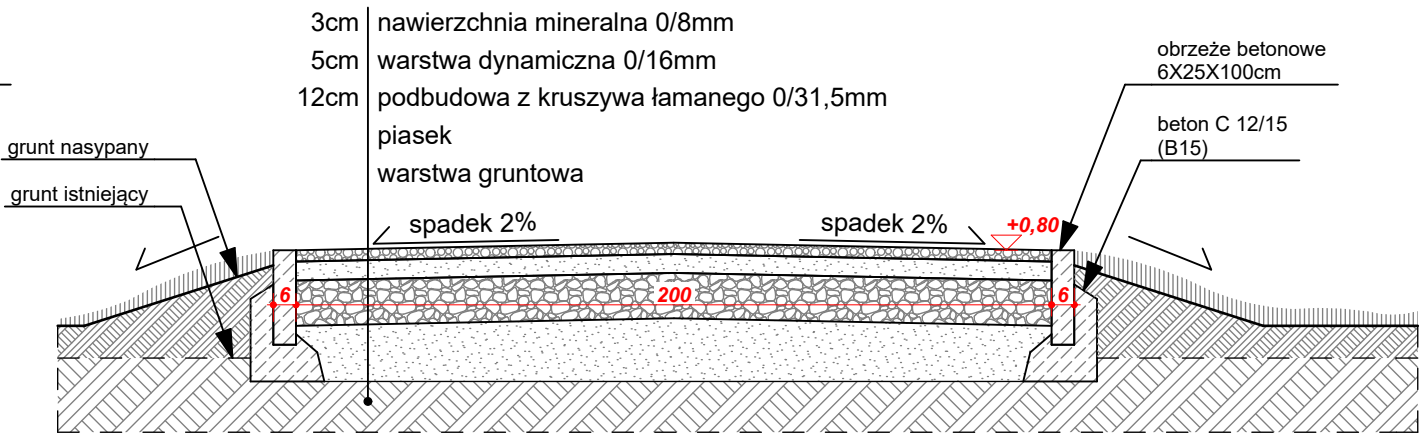 3cm nawierzchnia mineralna 0/8mm
5cm warstwa dynamiczna 0/16mm
12cm podbudowa z kruszywa łamanego 0/31,5mm
piasek
warstwa gruntowa
obrzeże betonowe
6X25X100cm
beton C 12/15
(B15)
grunt nasypany
grunt istniejący
spadek 2%
spadek 2%
+0,80
6
200
6